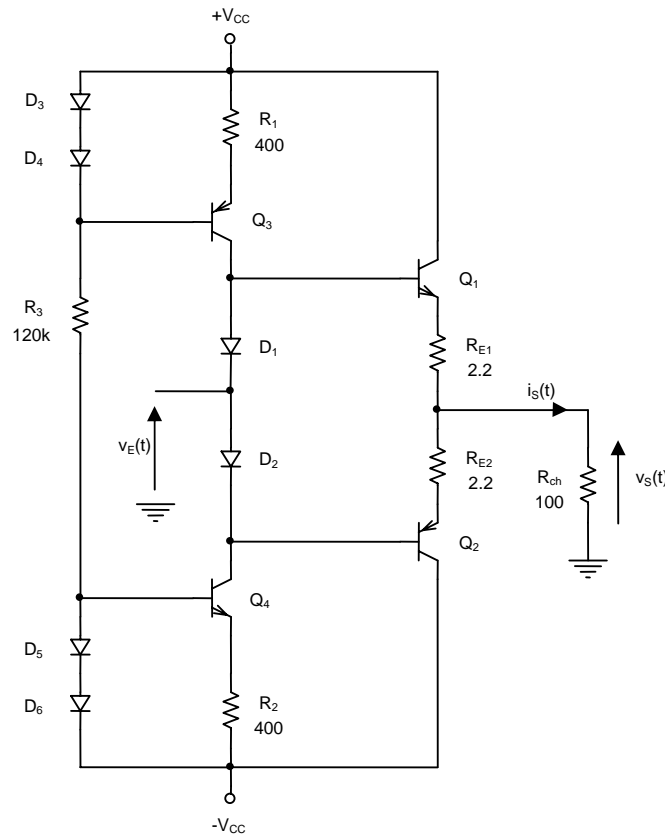 +VCC
D3
R1
400
D4
Q3
Q1
R3
120k
D1
RE1
2.2
iS(t)
vE(t)
D2
RE2
2.2
Rch
100
vS(t)
Q2
Q4
D5
R2
400
D6
-VCC